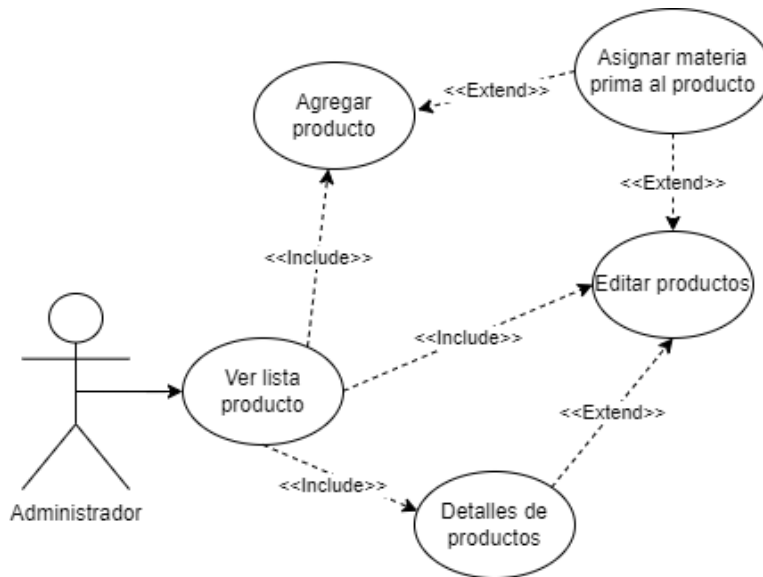 Asignar materia
prima al producto
<<Extend>>
Agregar
producto
<<Extend>>
<<Include>>
Editar productos
<<Include>>
Ver lista
producto
<<Extend>>
<<Include>>
Detalles de
productos
Administrador